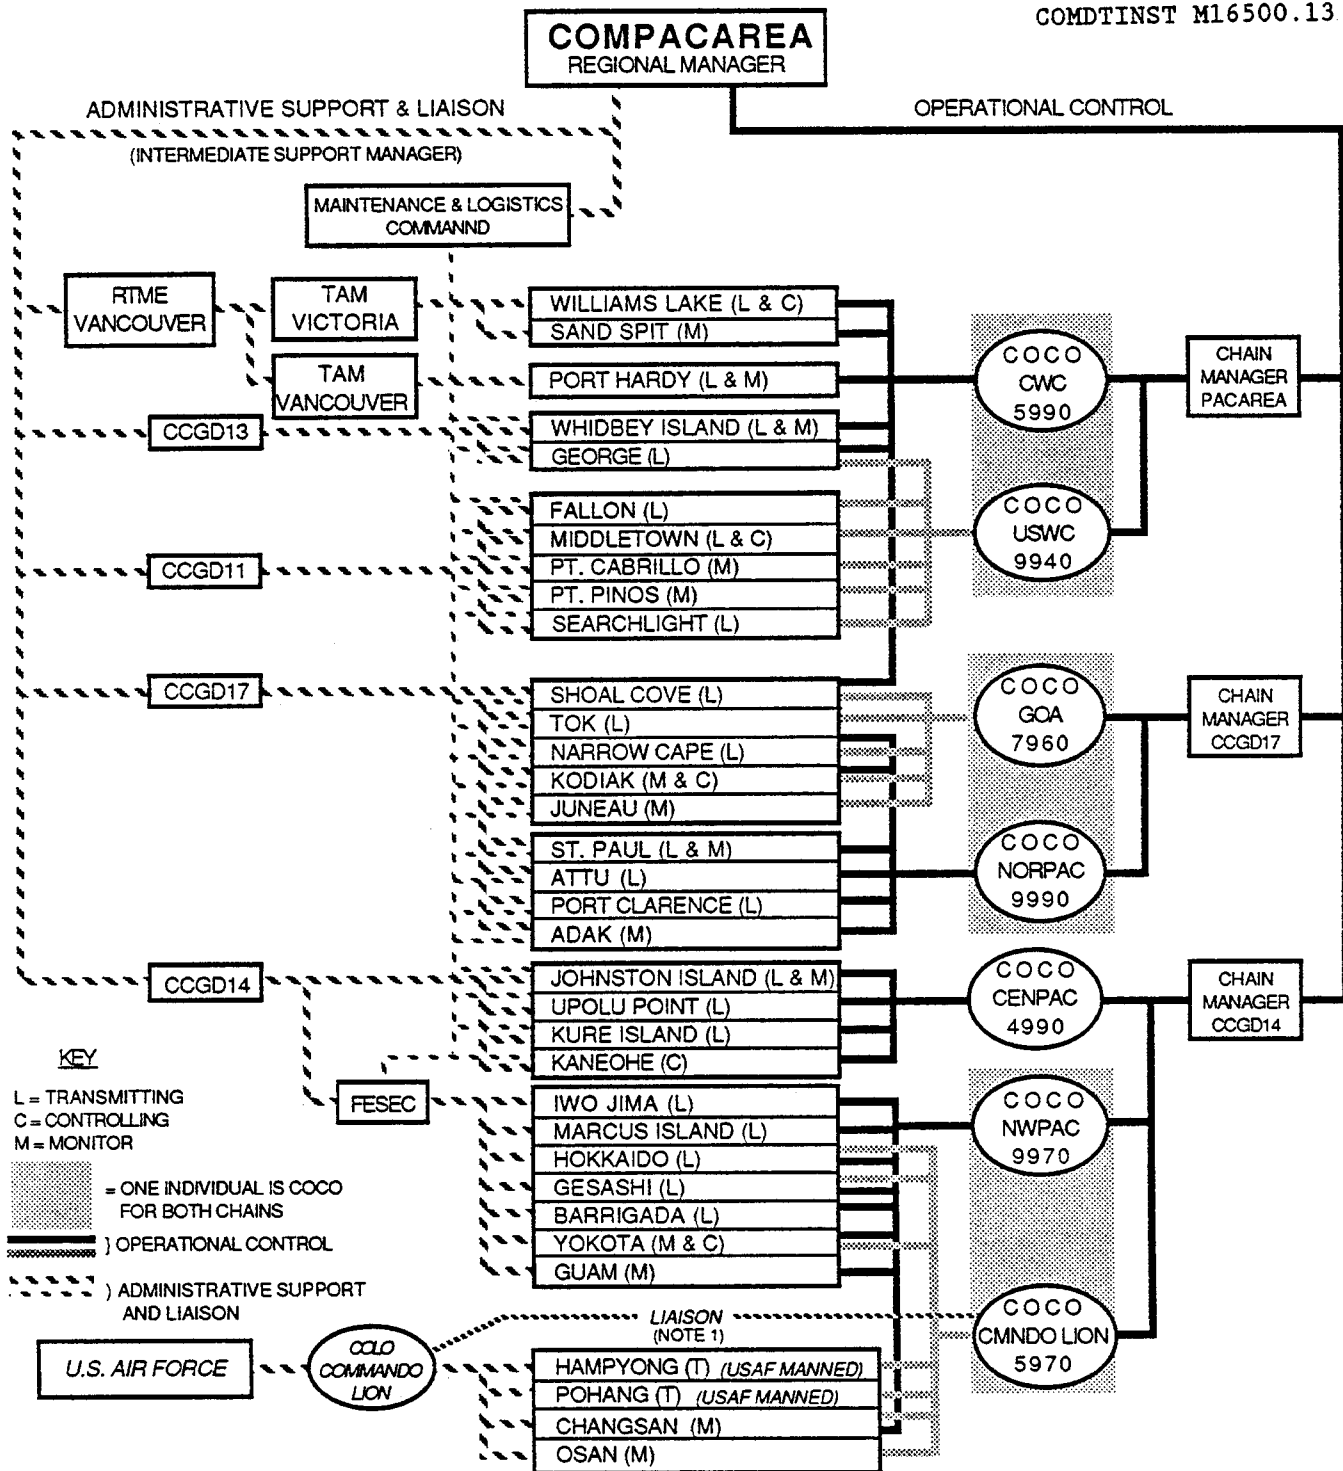 COMDTINST M16500.13
COMPACAREA
REGIONAL MANAGER
ADMINISTRATIVE SUPPORT & LIAISON
(INTERMEDIATE SUPPORT MANAGER)
OPERATIONAL CONTROL
MAINTENANCE & LOGISTICS
COMMANND
RTME
VANCOUVER
TAM
VICTORIA
TAM
VANCOUVER
CCGD13
CCGD11
CCGD17
CCGD14
FESEC
WILLIAMS LAKE (L & C)
SAND SPIT (M)
PORT HARDY (L & M)
WHIDBEY ISLAND (L & M)
GEORGE (L)
FALLON (L)
MIDDLETOWN (L & C)
PT. CABRILLO (M)
PT. PINOS (M)
SEARCHLIGHT (L)
SHOAL COVE (L)
TOK (L)
NARROW CAPE (L)
KODIAK (M & C)
JUNEAU (M)
ST. PAUL (L & M)
ATTU (L)
PORT CLARENCE (L)
ADAK (M)
JOHNSTON ISLAND (L & M)
UPOLU POINT (L)
KURE ISLAND (L)
KANEOHE (C)
IWO JIMA (L)
MARCUS ISLAND (L)
HOKKAIDO (L)
GESASHI (L)
BARRIGADA (L)
YOKOTA (M & C)
GUAM (M)
COCO
CWC
5990
COCO
USWC
9940
CHAIN
MANAGER
PACAREA
COCO
GOA
7960
COCO
NORPAC
9990
CHAIN
MANAGER
CCGD17
COCO
CENPAC
4990
COCO
NWPAC
9970
COCO
CMNDO LION
5970
CHAIN
MANAGER
CCGD14
KEY
L = TRANSMITTING
C = CONTROLLING
M = MONITOR
= ONE INDIVIDUAL IS COCO
FOR BOTH CHAINS
} OPERATIONAL CONTROL
) ADMINISTRATIVE SUPPORT
AND LIAISON
U.S. AIR FORCE
COLO
COMMANDO
LION
LIAISON
(NOTE 1)
HAMPYONG (T) (USAF MANNED)
POHANG (T) (USAF MANNED)
CHANGSAN (M)
OSAN (M)